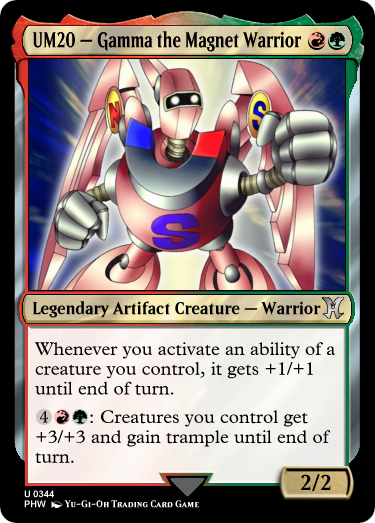 UM20 — Gamma the Magnet Warrior
N
S
S
Legendary Artifact Creature — Warrior
Whenever you activate an ability of a
creature you control, it gets +1/+1
until end of turn.
4: Creatures you control get
+3/+3 and gain trample until end of
turn.
2/2
U 0344
PHW Yu-Gi-Oh Trading Card Game